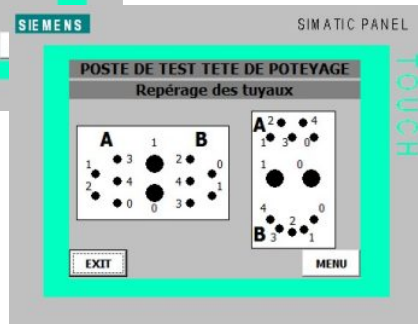 SIEMENS
SIMATIC PANEL
TOUCH
POSTE DE TEST TETE DE POTEYAGE
Repérage des tuyaux
A 1 B
1 3 2 0
2 4 4 1
0 0 3
A 2 4
1 3 0
1 0
4 0
B 3 2 1
EXIT
MENU